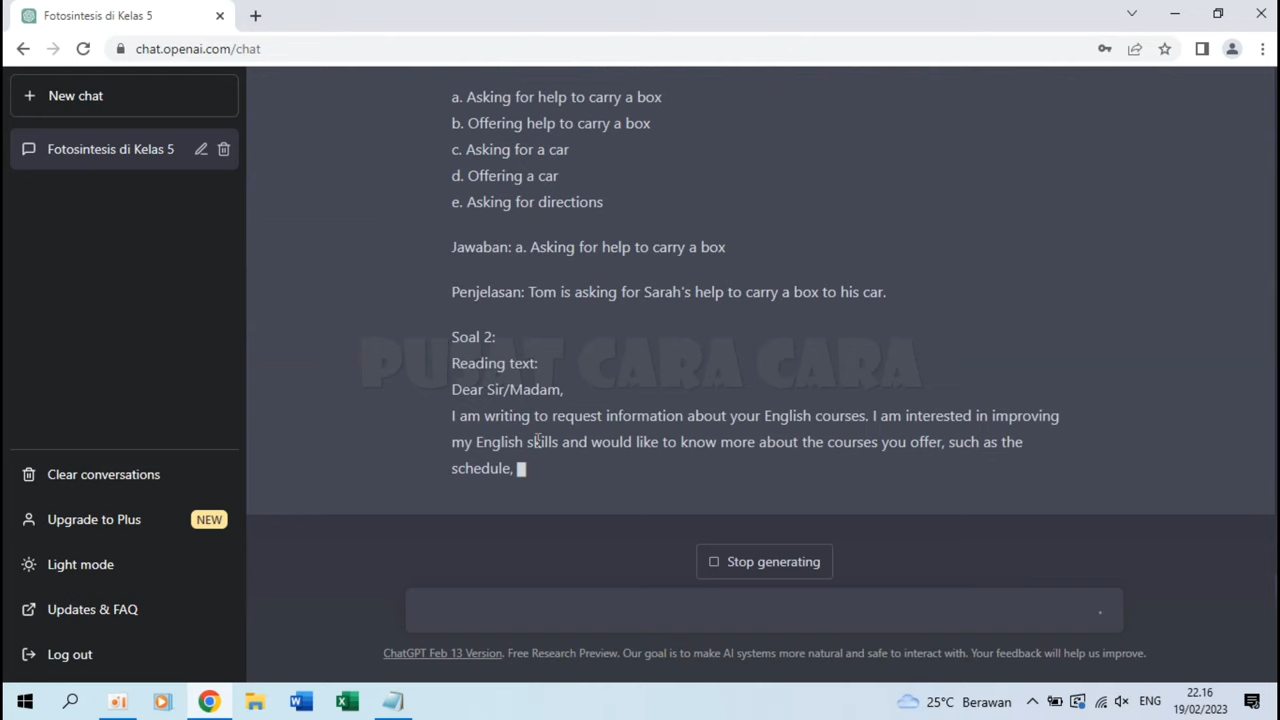 Fotosintesis di Kelas 5
chat.openai.com/chat
New chat
Fotosintesis di Kelas 5
a. Asking for help to carry a box
b. Offering help to carry a box
c. Asking for a car
d. Offering a car
e. Asking for directions
Jawaban: a. Asking for help to carry a box
Penjelasan: Tom is asking for Sarah's help to carry a box to his car.
Soal 2:
Reading text:
PUSAT CARA CARA
Dear Sir/Madam,
I am writing to request information about your English courses. I am interested in improving
my English skills and would like to know more about the courses you offer, such as the
schedule,
Clear conversations
Upgrade to Plus NEW
Light mode
Updates & FAQ
Log out
Stop generating
ChatGPT Feb 13 Version. Free Research Preview. Our goal is to make AI systems more natural and safe to interact with. Your feedback will help us improve.
25°C Berawan
ENG
22.16
19/02/2023